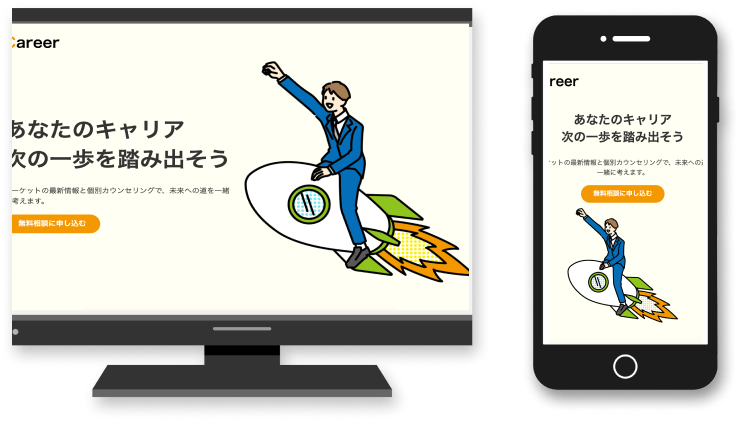 Career
あなたのキャリア
次の一歩を踏み出そう
ーケットの最新情報と個別カウンセリングで、未来への道を一緒
考えます。
無料相談に申し込む
reer
あなたのキャリア
次の一歩を踏み出そう
ケットの最新情報と個別カウンセリングで、未来への
一緒に考えます。
無料相談に申し込む